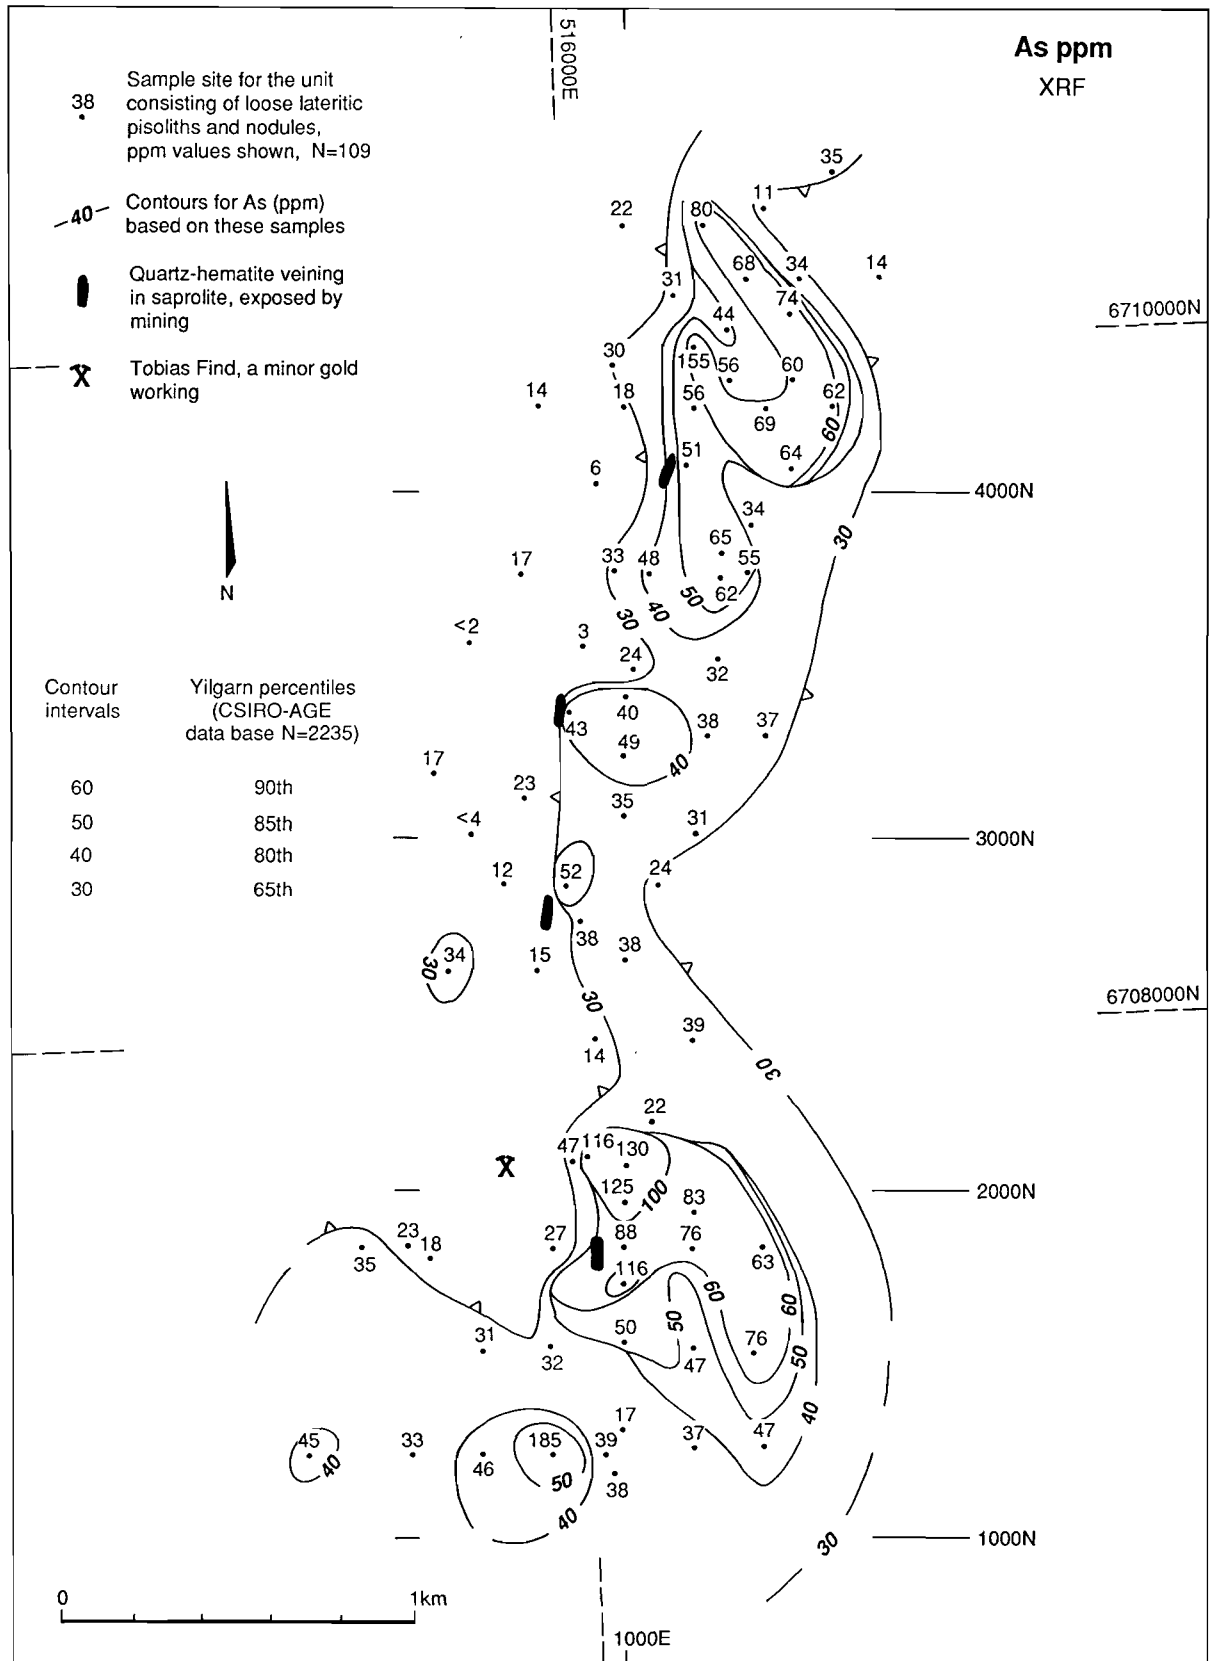 516000E
As ppm
XRF
38
Sample site for the unit
consisting of loose lateritic
pisoliths and nodules,
ppm values shown, N=109
40
Contours for As (ppm)
based on these samples
Quartz-hematite veining
in saprolite, exposed by
mining
Tobias Find, a minor gold
working
N
Contour
intervals
Yilgarn percentiles
(CSIRO-AGE
data base N=2235)
60 90th
50 85th
40 80th
30 65th
35
11
22 80
68 34 14
31
74
6710000N
44
30
155 56 60
14 18 56 62
69
60
51
64
6
4000N
34
30
65
17 33 48 55
62
50
40
30
<2 3
24
32
40
43
38 37
49
40
17
23
35
<4 31
3000N
12 52 24
38
38
34 15
30
30
6708000N
39
14
30
22
47 116 130
125
100
2000N
83
23 27 88 76
18
35
63
116
60
60
50
50
31 32 50 47 76
50
40
17
45 33 185 39 37 47
46
40
50
38
40
30
1000N
0 1km
1000E